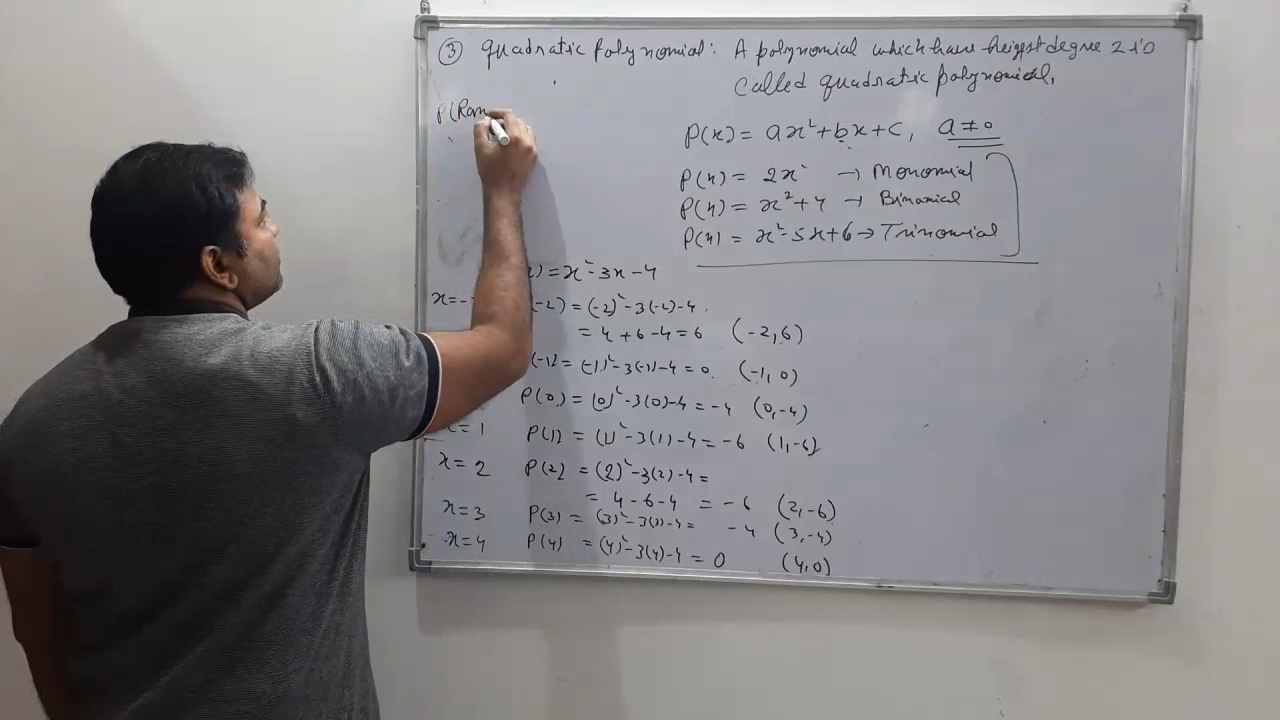 ③ Quadratic Polynomial: A polynomial which have heigest degree 2 is
called quadratic polynomial.
P(Ram
P(x) = ax²+bx+c, a≠0
P(x) = 2x² → Monomial
P(x) = x²+4 → Binomial
P(x) = x²-5x+6 → Trinomial
) = x²-3x-4
x=- (-2) = (-2)²-3(-2)-4
= 4+6-4=6 (-2,6)
(-1) = (-1)²-3(-1)-4=0 (-1,0)
P(0) = (0)²-3(0)-4=-4 (0,-4)
=1 P(1) = (1)²-3(1)-4=-6 (1,-6)
x=2 P(2) = (2)²-3(2)-4=
= 4-6-4 = -6 (2,-6)
x=3 P(3) = (3)²-3(3)-4= -4 (3,-4)
x=4 P(4) = (4)²-3(4)-4=0 (4,0)